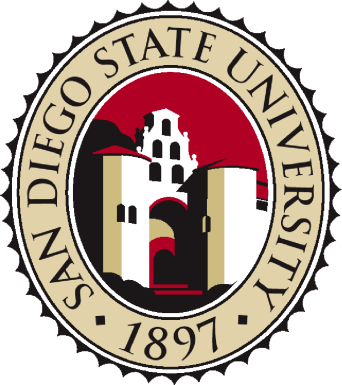 SAN DIEGO STATE UNIVERSITY
· 1897 ·